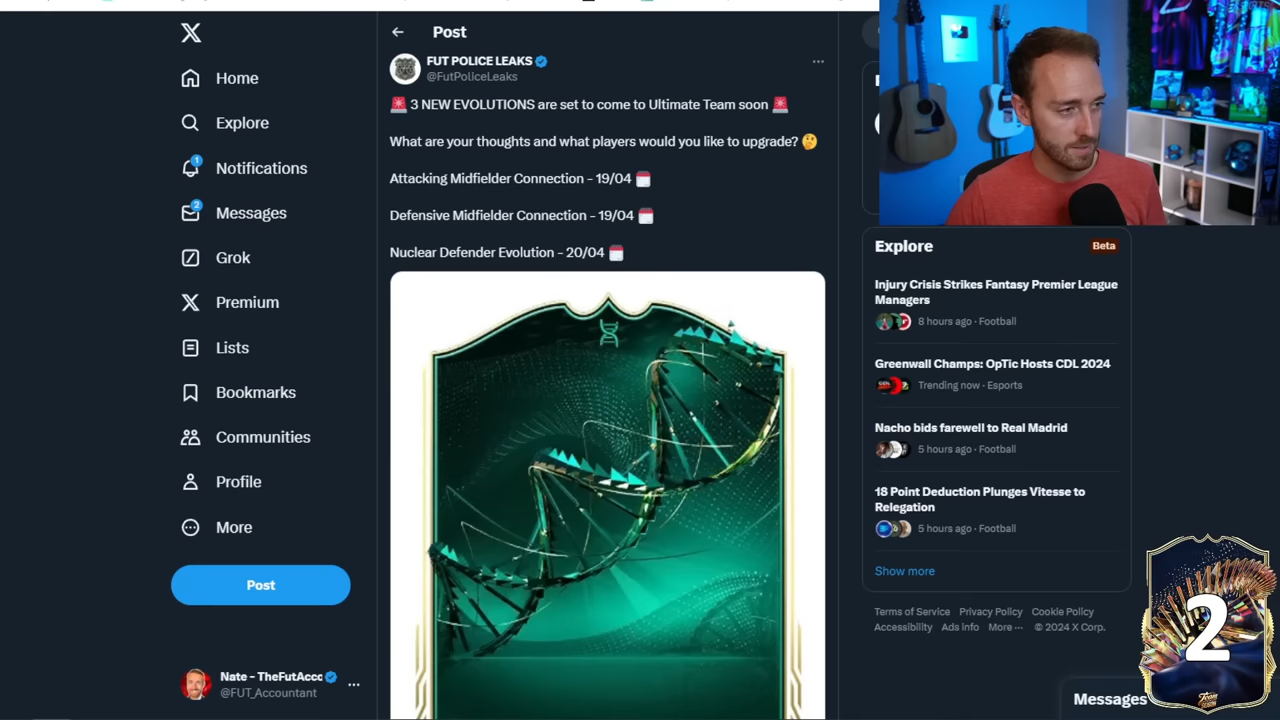 Post
FUT POLICE LEAKS
@FutPoliceLeaks
🚨 3 NEW EVOLUTIONS are set to come to Ultimate Team soon 🚨
What are your thoughts and what players would you like to upgrade? 🤔
Attacking Midfielder Connection - 19/04
Defensive Midfielder Connection - 19/04
Nuclear Defender Evolution - 20/04
Home
Explore
1
Notifications
2
Messages
Grok
Premium
Lists
Bookmarks
Communities
Profile
More
Post
Nate - TheFutAcc
@FUT_Accountant
Explore
Beta
Injury Crisis Strikes Fantasy Premier League
Managers
8 hours ago · Football
Greenwall Champs: OpTic Hosts CDL 2024
Trending now · Esports
Nacho bids farewell to Real Madrid
5 hours ago · Football
18 Point Deduction Plunges Vitesse to
Relegation
5 hours ago · Football
Show more
Terms of Service Privacy Policy Cookie Policy
Accessibility Ads info More ··· © 2024 X Corp.
Messages
2